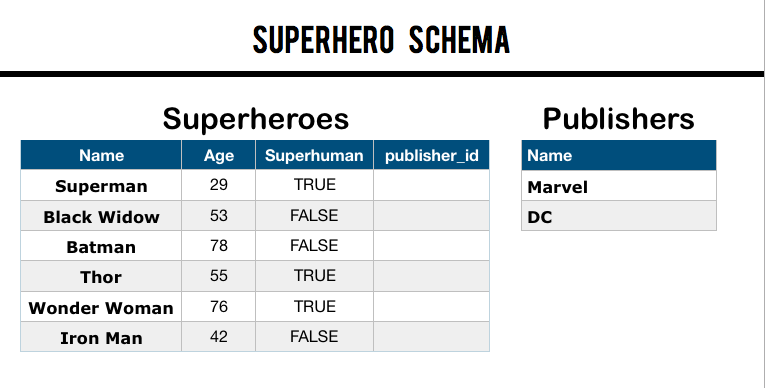 SUPERHERO SCHEMA
Superheroes
Name Age Superhuman publisher_id
Superman 29 TRUE
Black Widow 53 FALSE
Batman 78 FALSE
Thor 55 TRUE
Wonder Woman 76 TRUE
Iron Man 42 FALSE
Publishers
Name
Marvel
DC